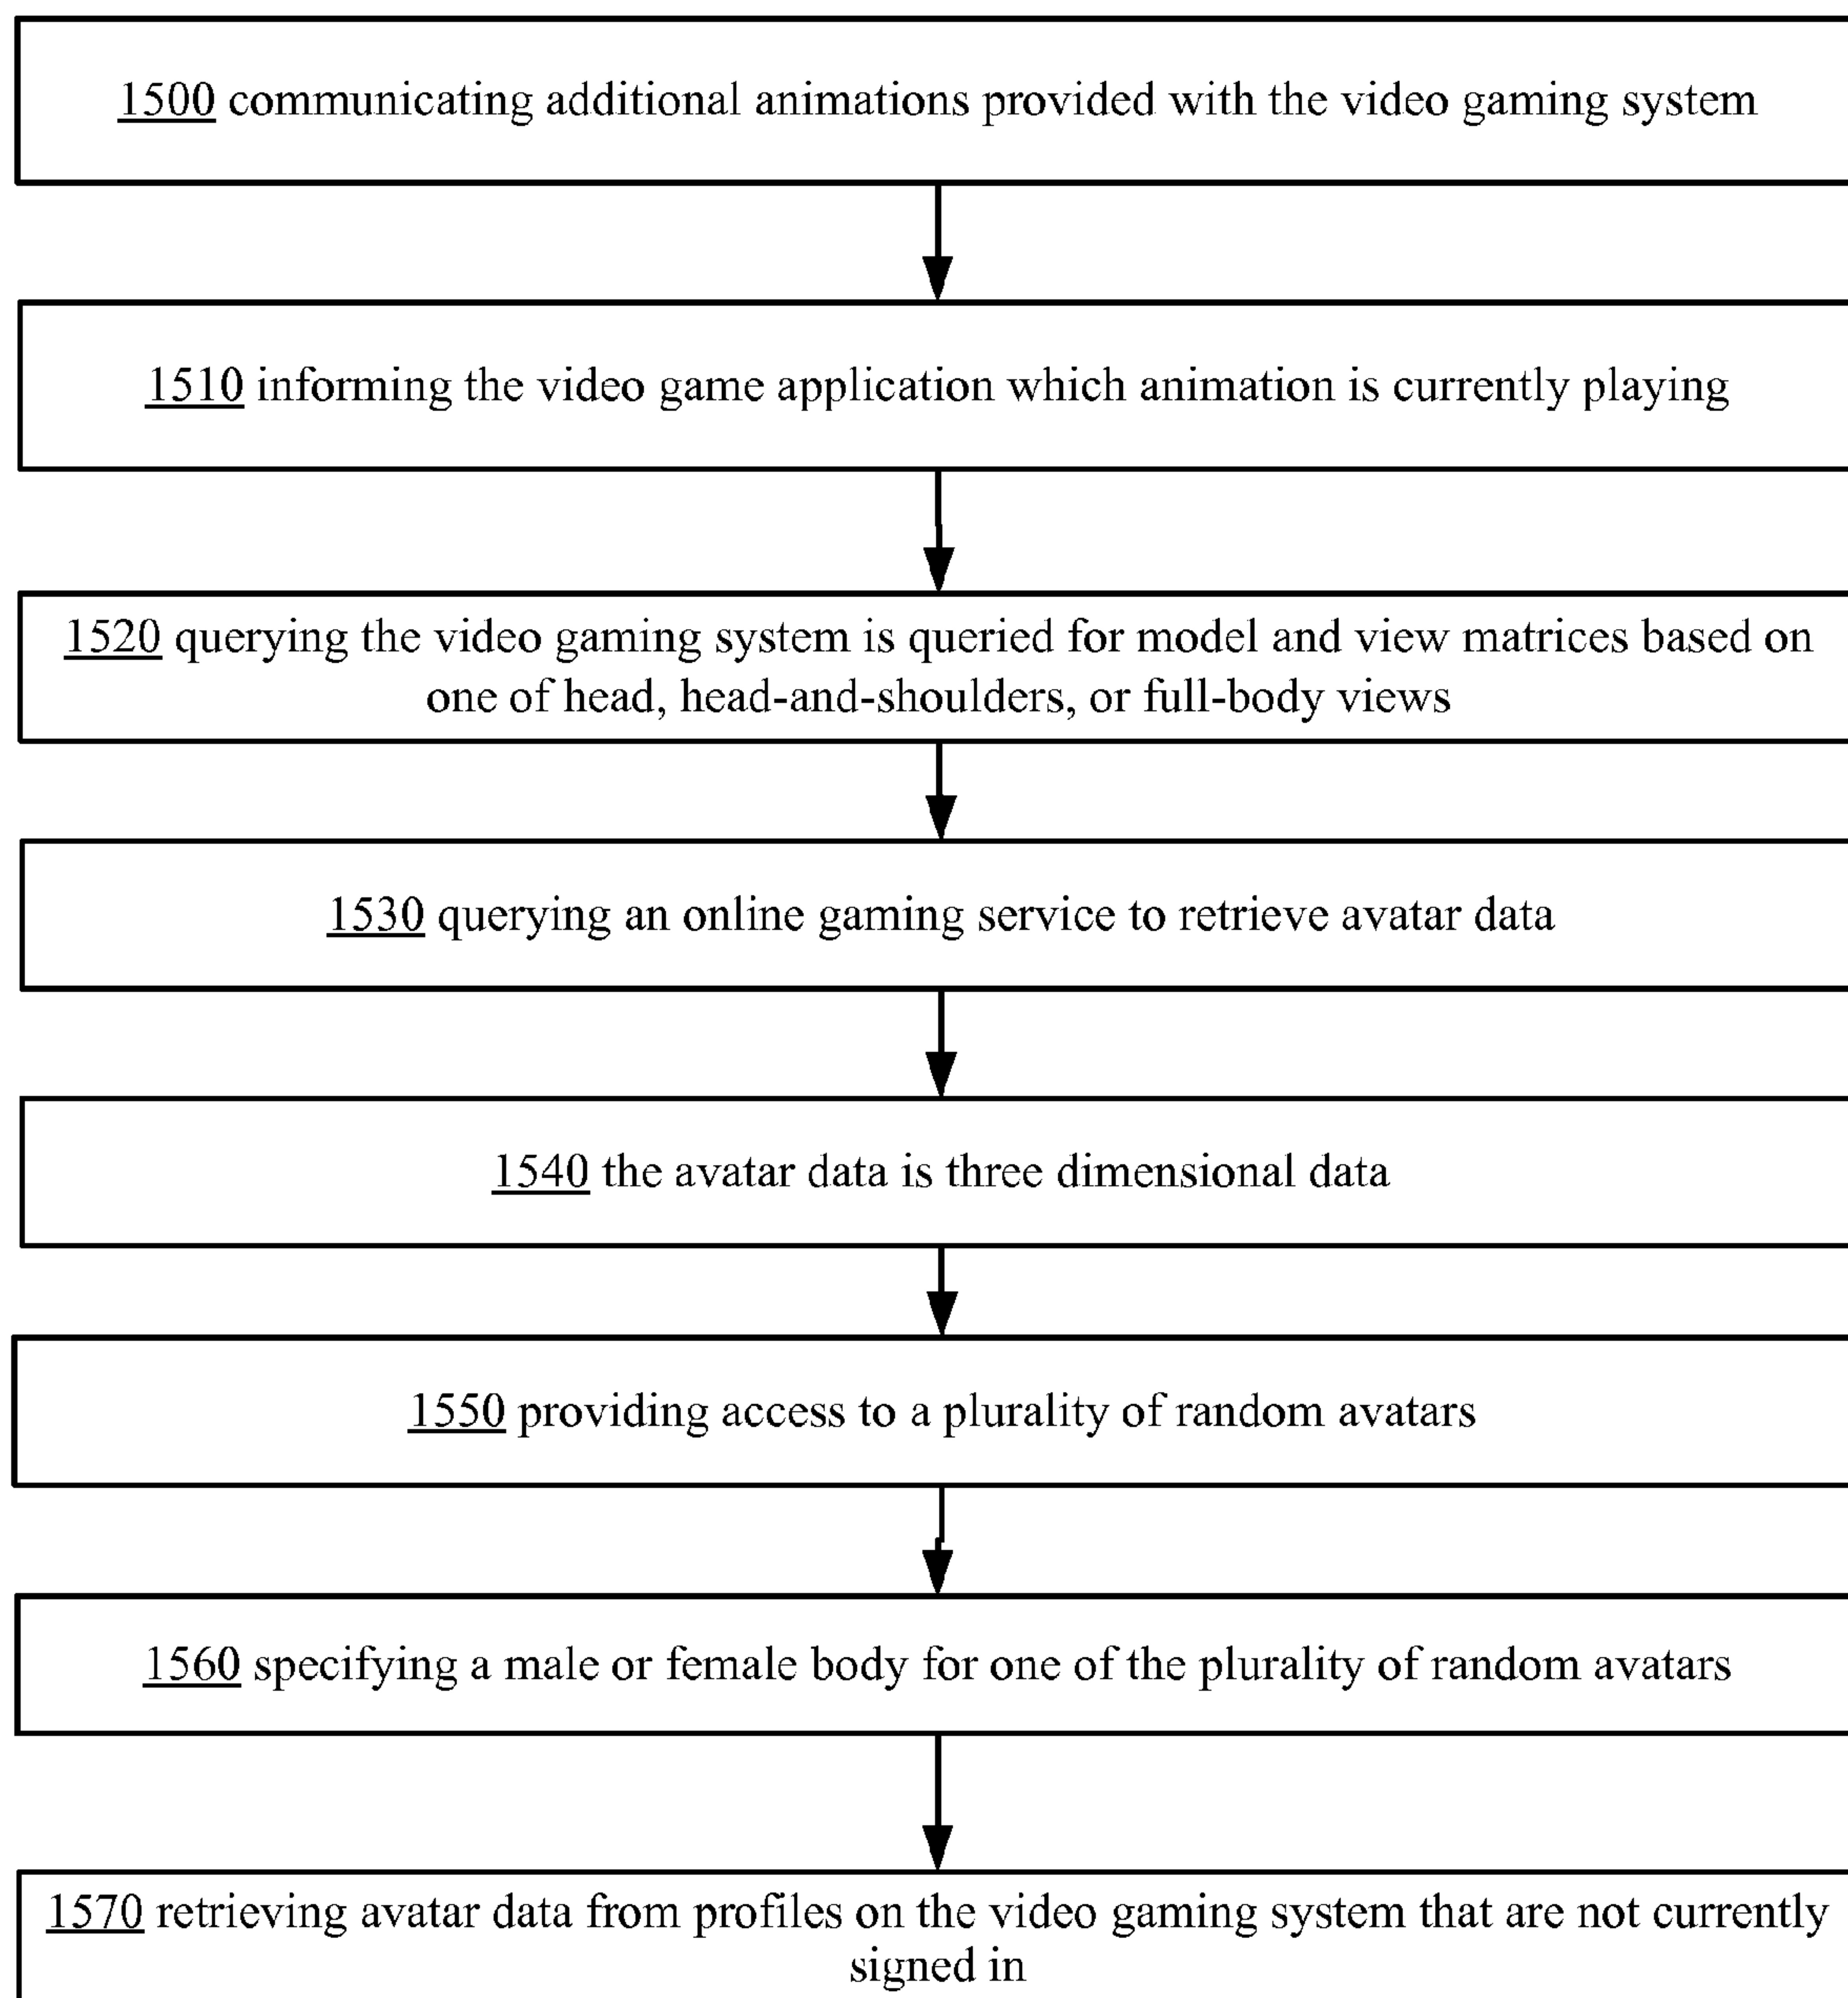 1500 communicating additional animations provided with the video gaming system
1510 informing the video game application which animation is currently playing
1520 querying the video gaming system is queried for model and view matrices based on
one of head, head-and-shoulders, or full-body views
1530 querying an online gaming service to retrieve avatar data
1540 the avatar data is three dimensional data
1550 providing access to a plurality of random avatars
1560 specifying a male or female body for one of the plurality of random avatars
1570 retrieving avatar data from profiles on the video gaming system that are not currently
signed in